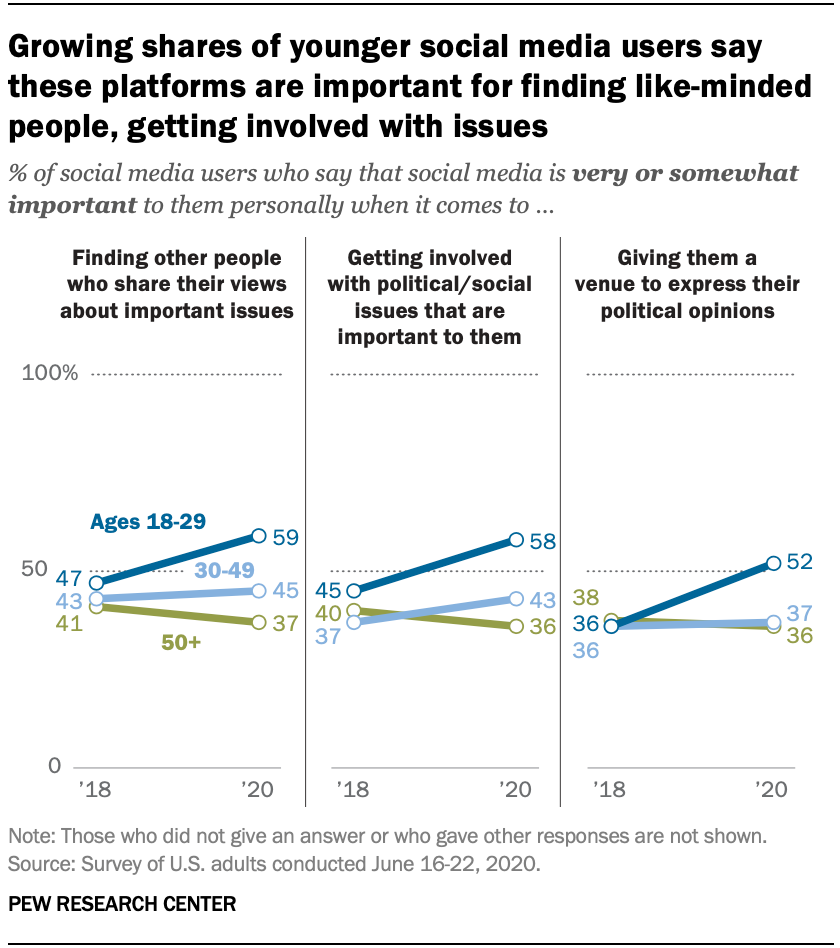 Growing shares of younger social media users say
these platforms are important for finding like-minded
people, getting involved with issues
% of social media users who say that social media is very or somewhat
important to them personally when it comes to ...
Finding other people
who share their views
about important issues
Getting involved
with political/social
issues that are
important to them
Giving them a
venue to express their
political opinions
100%
50
0
Ages 18-29
30-49
50+
47
43
41
59
45
37
’18
’20
45
40
37
58
43
36
’18
’20
38
36
36
52
37
36
’18
’20
Note: Those who did not give an answer or who gave other responses are not shown.
Source: Survey of U.S. adults conducted June 16-22, 2020.
PEW RESEARCH CENTER